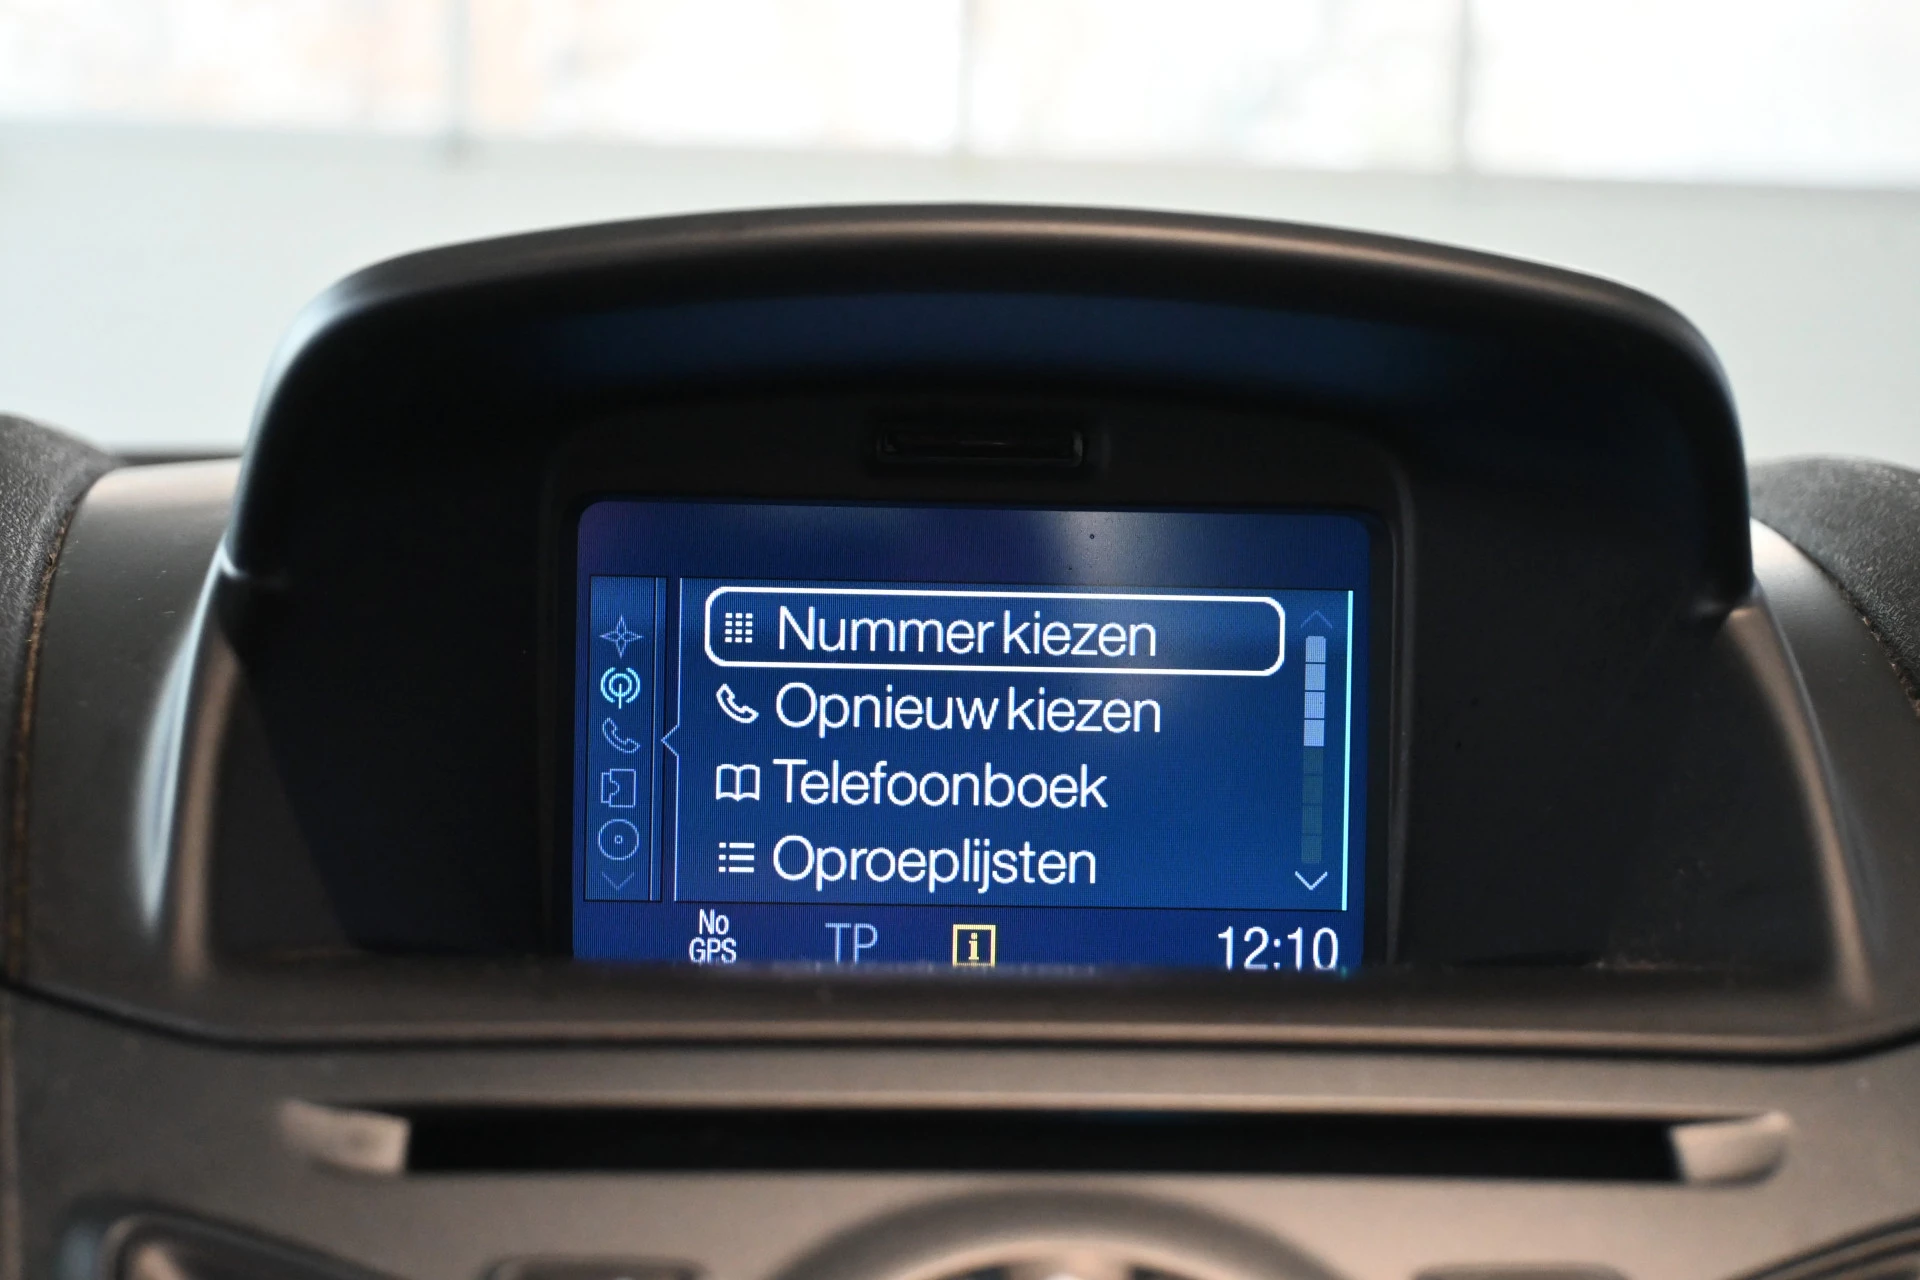 Nummer kiezen
Opnieuw kiezen
Telefoonboek
Oproeplijsten
No
GPS
TP
i
12:10